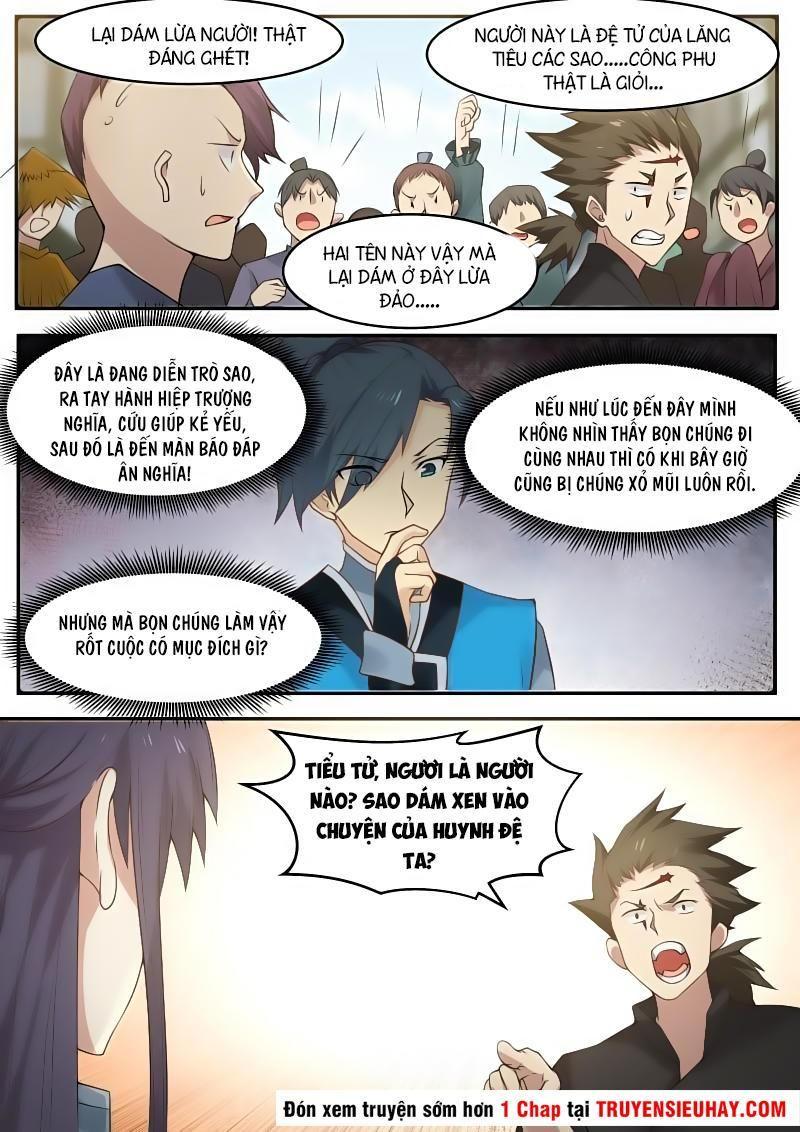 LẠI DÁM LỪA NGƯỜI! THẬT
ĐÁNG GHÉT!
NGƯỜI NÀY LÀ ĐỆ TỬ CỦA LĂNG
TIÊU CÁC SAO.....CÔNG PHU
THẬT LÀ GIỎI...
HAI TÊN NÀY VẬY MÀ
LẠI DÁM Ở ĐÂY LỪA
ĐẢO.....
ĐÂY LÀ ĐANG DIỄN TRÒ SAO,
RA TAY HÀNH HIỆP TRƯỢNG
NGHĨA, CỨU GIÚP KẺ YẾU,
SAU ĐÓ LÀ ĐẾN MÀN BÁO ĐÁP
ÂN NGHĨA!
NẾU NHƯ LÚC ĐẾN ĐÂY MÌNH
KHÔNG NHÌN THẤY BỌN CHÚNG ĐI
CÙNG NHAU THÌ CÓ KHI BÂY GIỜ
CŨNG BỊ CHÚNG XỎ MŨI LUÔN RỒI.
NHƯNG MÀ BỌN CHÚNG LÀM VẬY
RỐT CUỘC CÓ MỤC ĐÍCH GÌ?
TIỂU TỬ, NGƯƠI LÀ NGƯỜI
NÀO? SAO DÁM XEN VÀO
CHUYỆN CỦA HUYNH ĐỆ
TA?
Đón xem truyện sớm hơn 1 Chap tại TRUYENSIEUHAY.COM